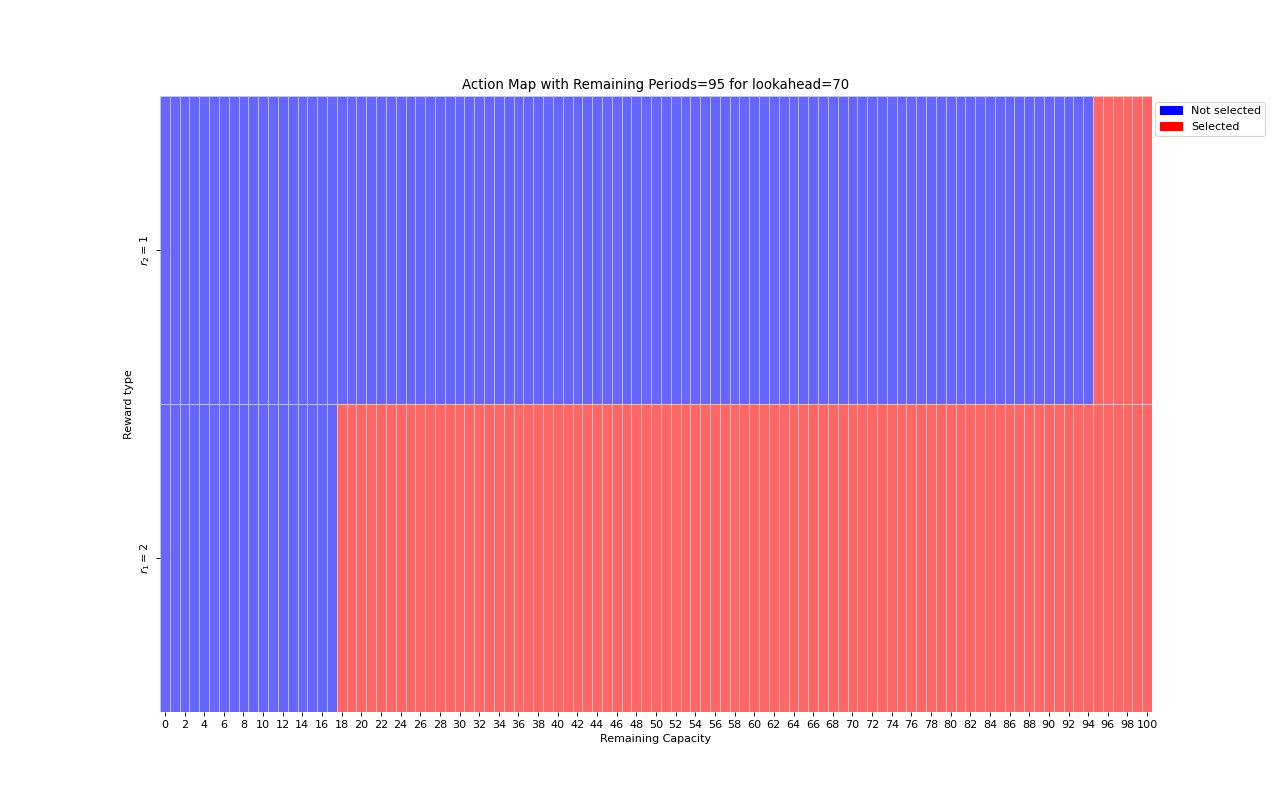 Action Map with Remaining Periods=95 for lookahead=70
Not selected
Selected
r₂ = 1
Reward type
r₁ = 2
0 2 4 6 8 10 12 14 16 18 20 22 24 26 28 30 32 34 36 38 40 42 44 46 48 50 52 54 56 58 60 62 64 66 68 70 72 74 76 78 80 82 84 86 88 90 92 94 96 98 100
Remaining Capacity